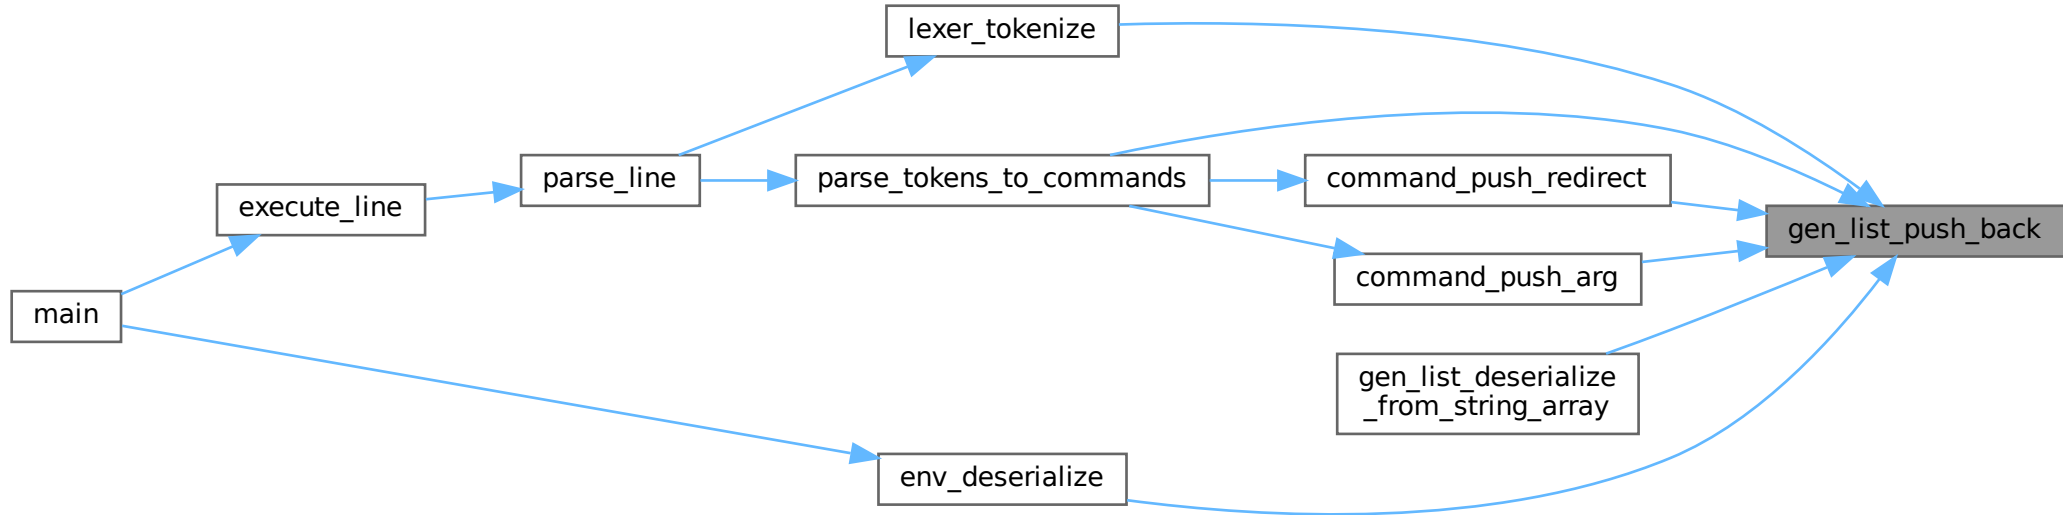 lexer_tokenize
parse_line
parse_tokens_to_commands
command_push_redirect
execute_line
gen_list_push_back
command_push_arg
main
gen_list_deserialize
_from_string_array
env_deserialize